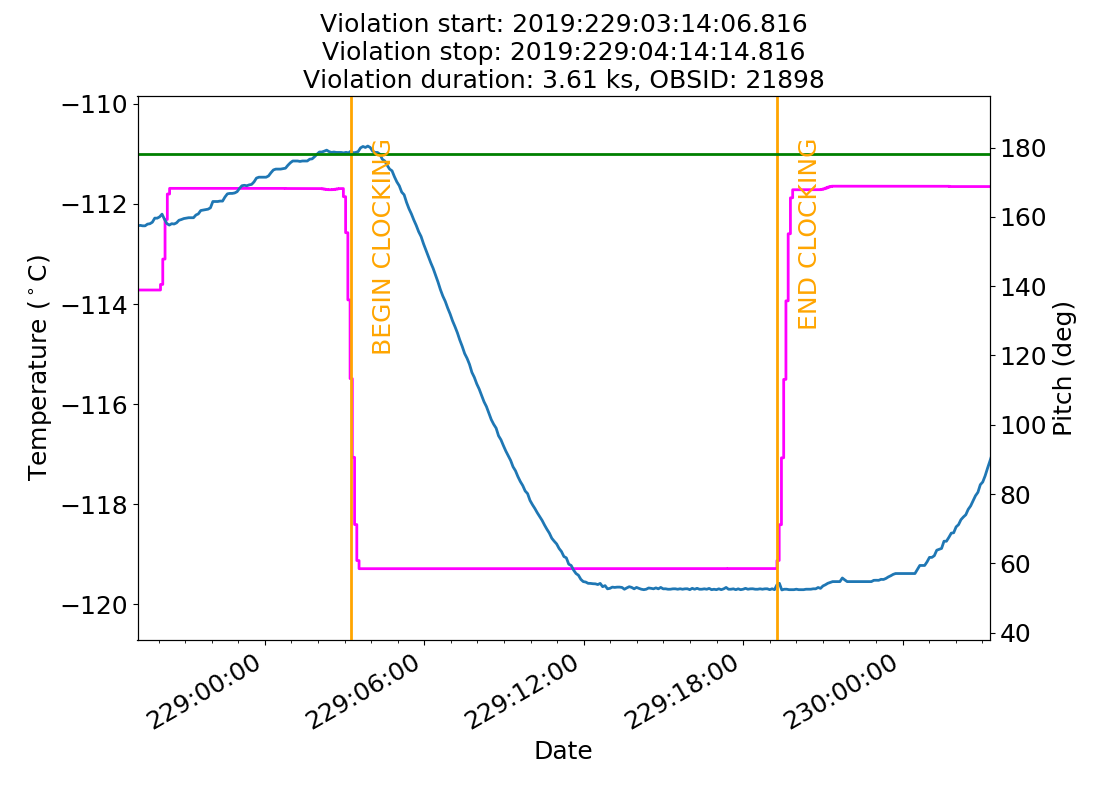 Violation start: 2019:229:03:14:06.816
Violation stop: 2019:229:04:14:14.816
Violation duration: 3.61 ks, OBSID: 21898
−110
−112
−114
−116
−118
−120
Temperature (°C)
180
160
140
120
100
80
60
40
Pitch (deg)
BEGIN CLOCKING
END CLOCKING
229:00:00
229:06:00
229:12:00
229:18:00
230:00:00
Date